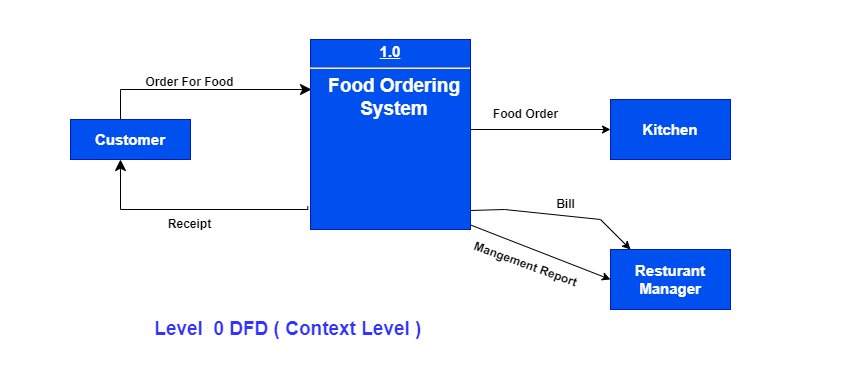 1.0
Food Ordering
System
Order For Food
Customer
Receipt
Food Order
Kitchen
Bill
Mangement Report
Resturant
Manager
Level 0 DFD ( Context Level )